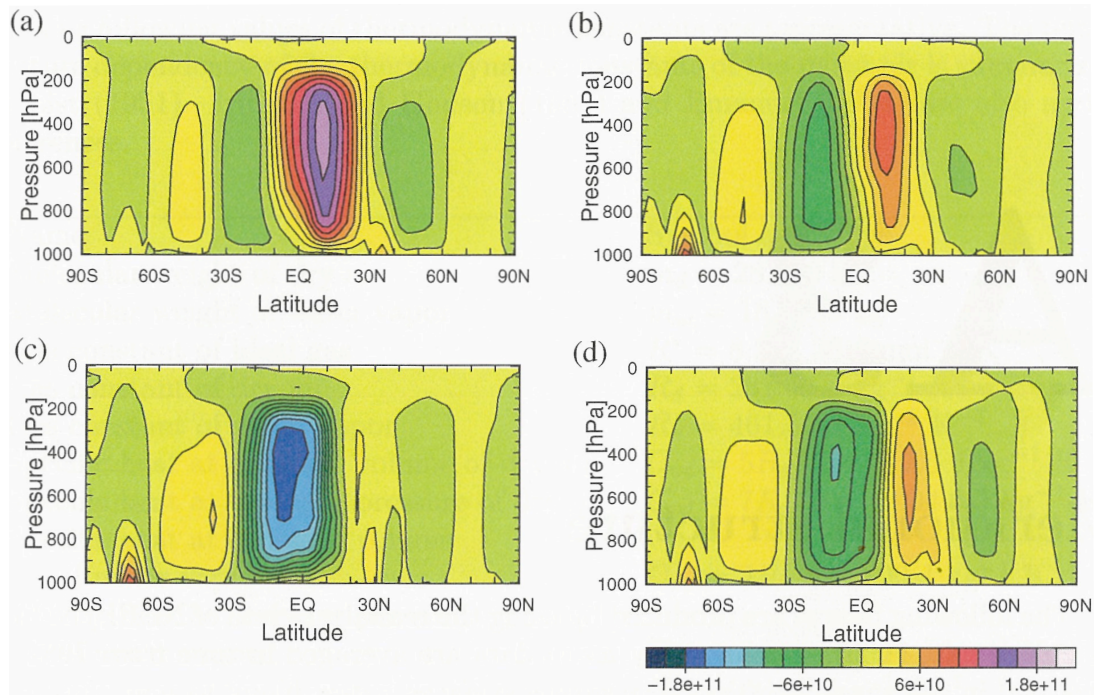 (a)
0
200
400
600
800
1000
Pressure [hPa]
90S 60S 30S EQ 30N 60N 90N
Latitude
(b)
0
200
400
600
800
1000
Pressure [hPa]
90S 60S 30S EQ 30N 60N 90N
Latitude
(c)
0
200
400
600
800
1000
Pressure [hPa]
90S 60S 30S EQ 30N 60N 90N
Latitude
(d)
0
200
400
600
800
1000
Pressure [hPa]
90S 60S 30S EQ 30N 60N 90N
Latitude
−1.8e+11 −6e+10 6e+10 1.8e+11